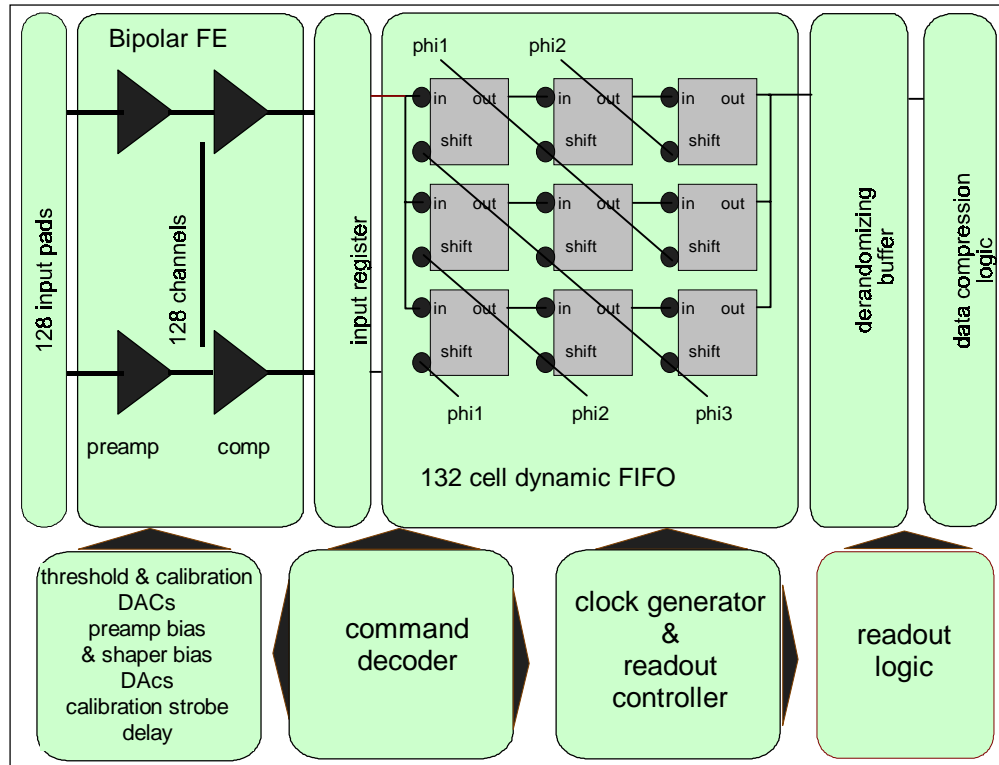 Bipolar FE
128 input pads
128 channels
preamp
comp
input register
phi1
phi2
in out
shift
in out
shift
in out
shift
in out
shift
in out
shift
in out
shift
in out
shift
in out
shift
in out
shift
phi1
phi2
phi3
132 cell dynamic FIFO
derandomizing
buffer
data compression
logic
threshold & calibration
DACs
preamp bias
& shaper bias
DAcs
calibration strobe
delay
command
decoder
clock generator
&
readout
controller
readout
logic